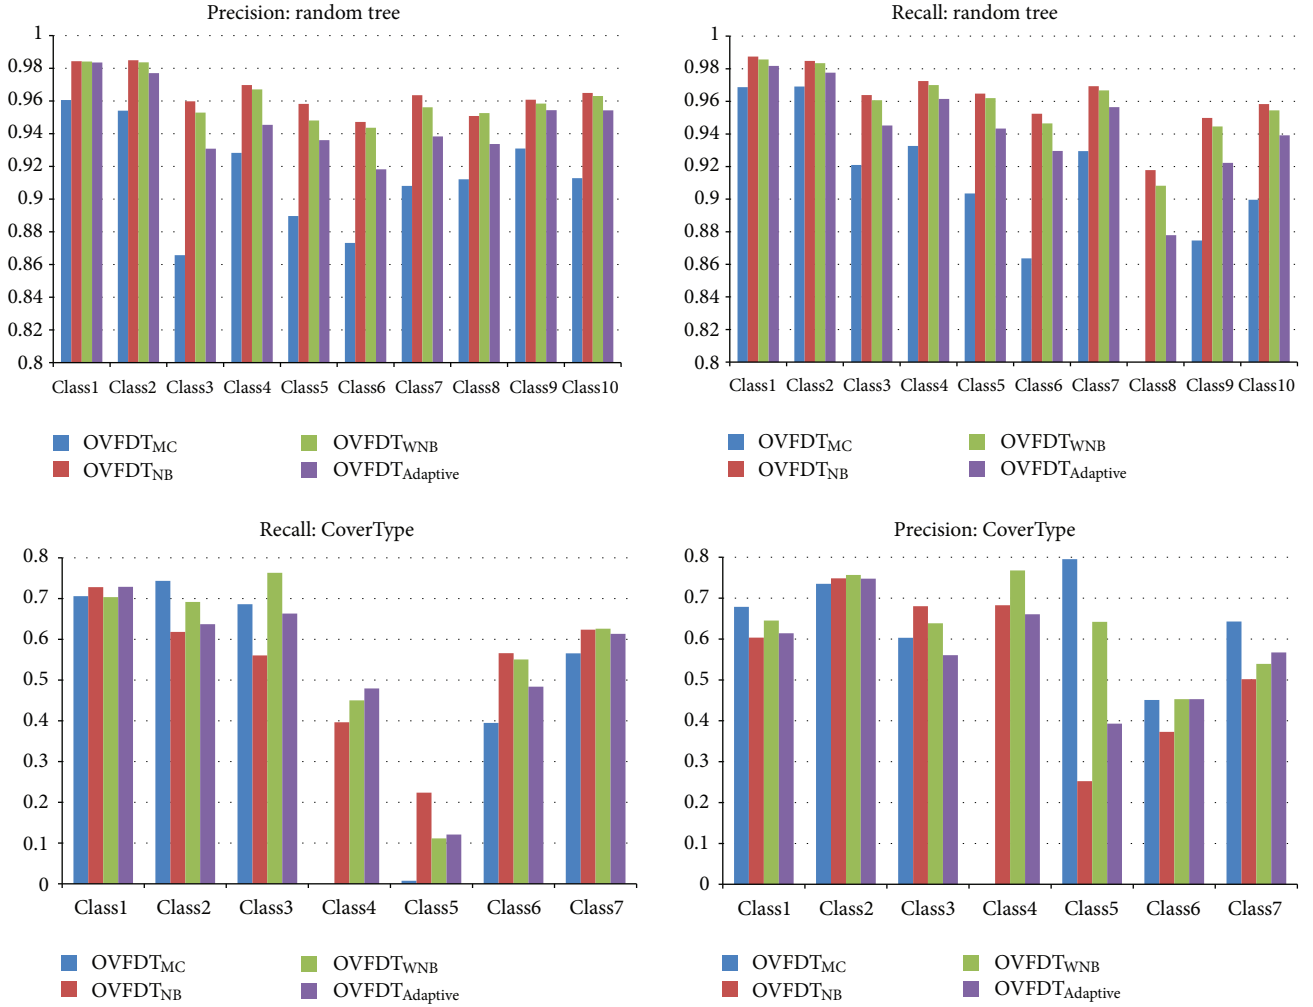 Precision: random tree
1
0.98
0.96
0.94
0.92
0.9
0.88
0.86
0.84
0.82
0.8
Class1 Class2 Class3 Class4 Class5 Class6 Class7 Class8 Class9 Class10
OVFDTMC
OVFDTNB
OVFDTWNB
OVFDTAdaptive
Recall: random tree
1
0.98
0.96
0.94
0.92
0.9
0.88
0.86
0.84
0.82
0.8
Class1 Class2 Class3 Class4 Class5 Class6 Class7 Class8 Class9 Class10
OVFDTMC
OVFDTNB
OVFDTWNB
OVFDTAdaptive
Recall: CoverType
0.8
0.7
0.6
0.5
0.4
0.3
0.2
0.1
0
Class1 Class2 Class3 Class4 Class5 Class6 Class7
OVFDTMC
OVFDTNB
OVFDTWNB
OVFDTAdaptive
Precision: CoverType
0.8
0.7
0.6
0.5
0.4
0.3
0.2
0.1
0
Class1 Class2 Class3 Class4 Class5 Class6 Class7
OVFDTMC
OVFDTNB
OVFDTWNB
OVFDTAdaptive